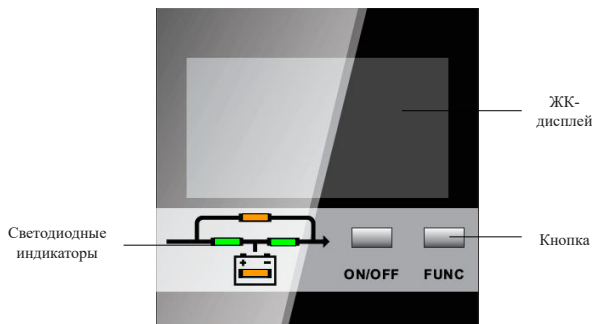 ЖК-
дисплей
Светодиодные
индикаторы
Кнопка
+ −
ON/OFF FUNC